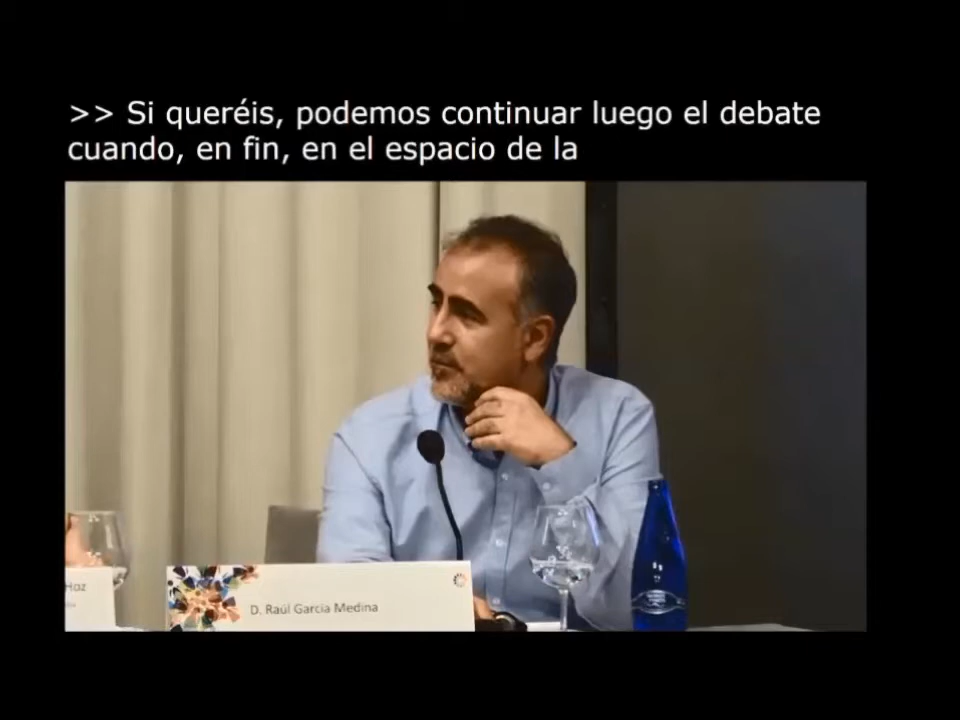 >> Si queréis, podemos continuar luego el debate
cuando, en fin, en el espacio de la
Hoz
D. Raúl García Medina